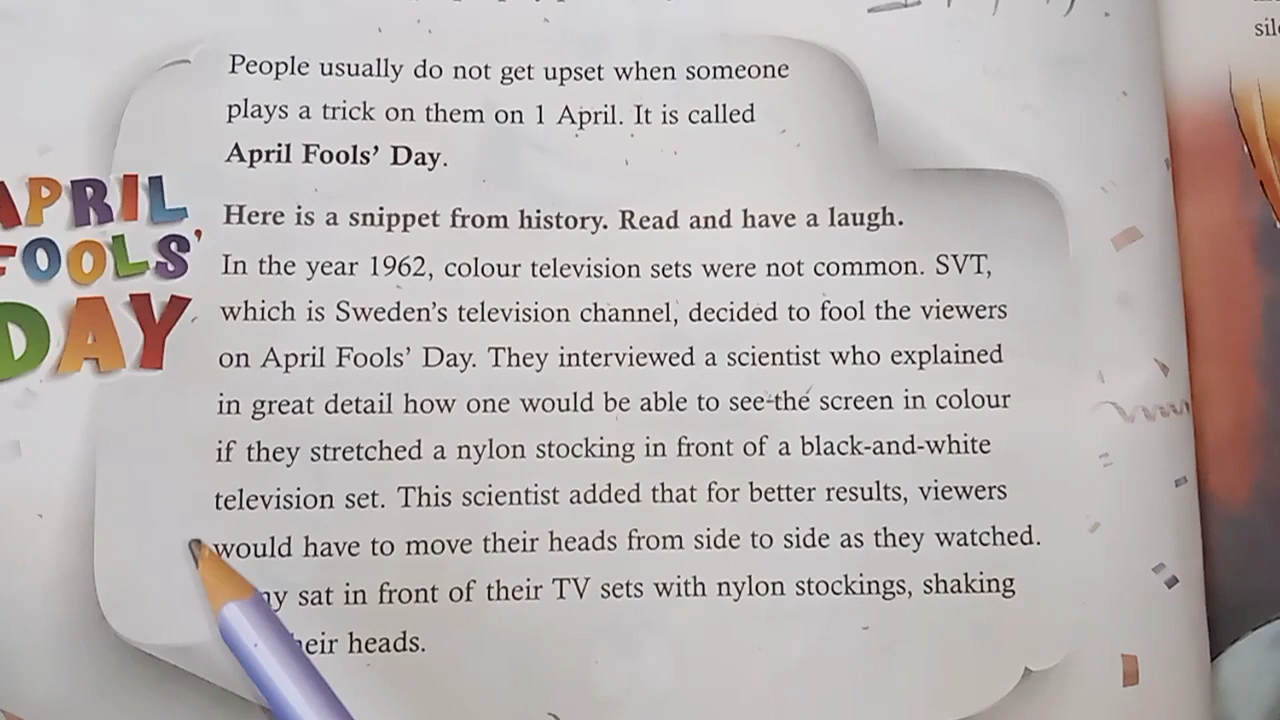 People usually do not get upset when someone
plays a trick on them on 1 April. It is called
April Fools' Day.
APRIL
FOOLS'
DAY
Here is a snippet from history. Read and have a laugh.
In the year 1962, colour television sets were not common. SVT,
which is Sweden's television channel, decided to fool the viewers
on April Fools' Day. They interviewed a scientist who explained
in great detail how one would be able to see the screen in colour
if they stretched a nylon stocking in front of a black-and-white
television set. This scientist added that for better results, viewers
would have to move their heads from side to side as they watched.
sat in front of their TV sets with nylon stockings, shaking
heads.